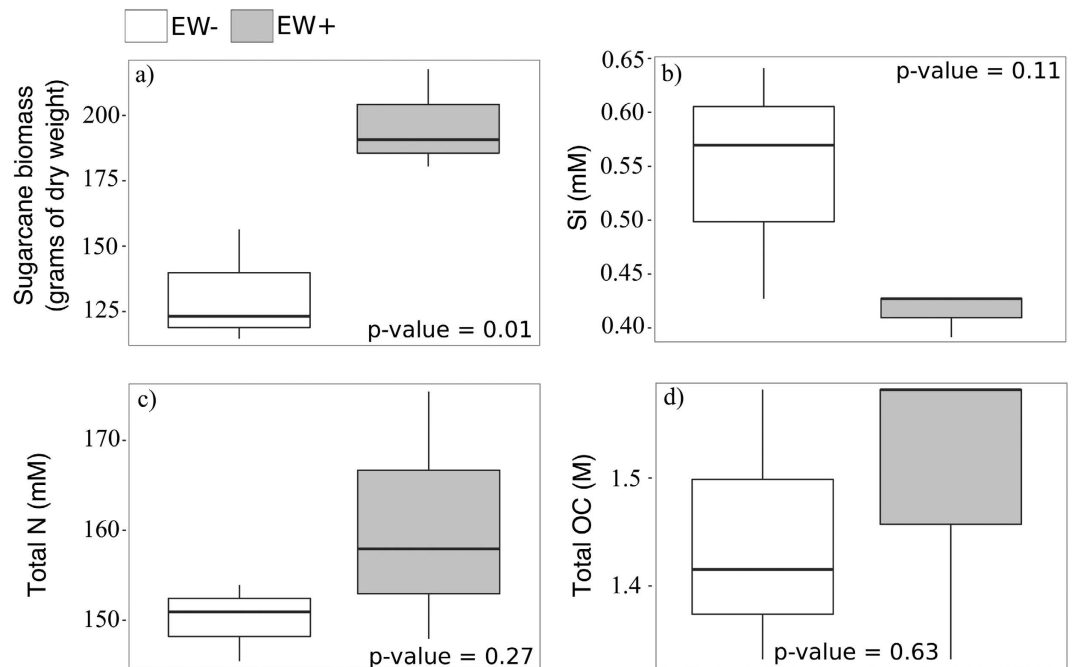 EW- EW+
a)
Sugarcane biomass
(grams of dry weight)
200
175
150
125
p-value = 0.01
b)
p-value = 0.11
Si (mM)
0.65
0.60
0.55
0.50
0.45
0.40
c)
Total N (mM)
170
160
150
p-value = 0.27
d)
Total OC (M)
1.5
1.4
p-value = 0.63